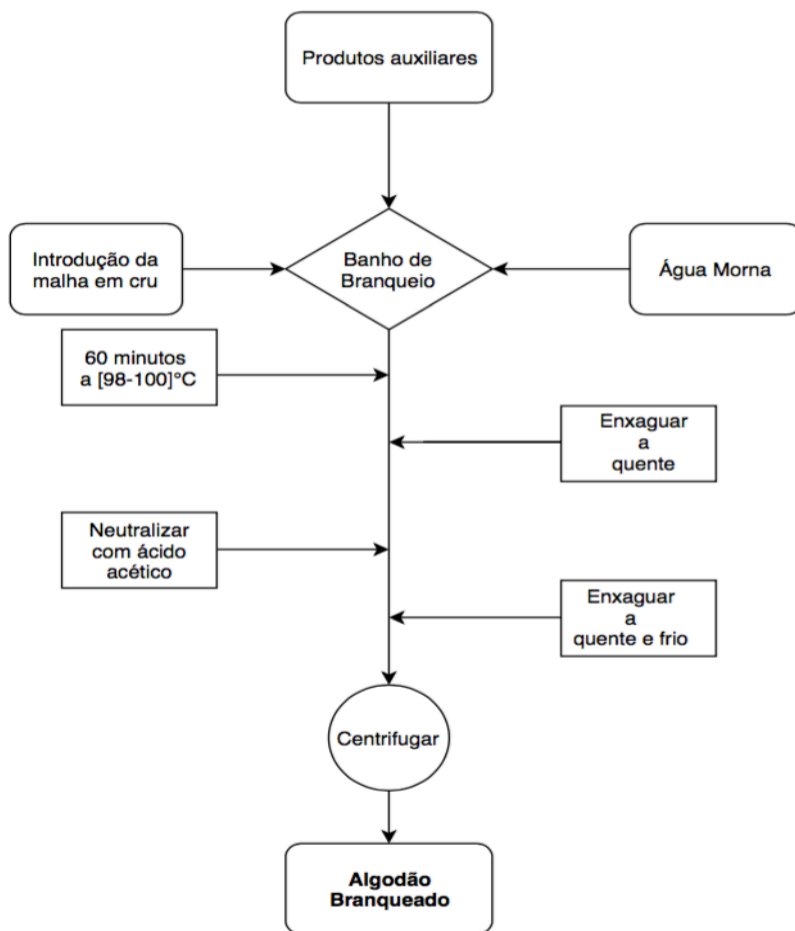 Produtos auxiliares
Introdução da
malha em cru
Banho de
Branqueio
Água Morna
60 minutos
a [98-100]°C
Enxaguar
a
quente
Neutralizar
com ácido
acético
Enxaguar
a
quente e frio
Centrifugar
Algodão
Branqueado